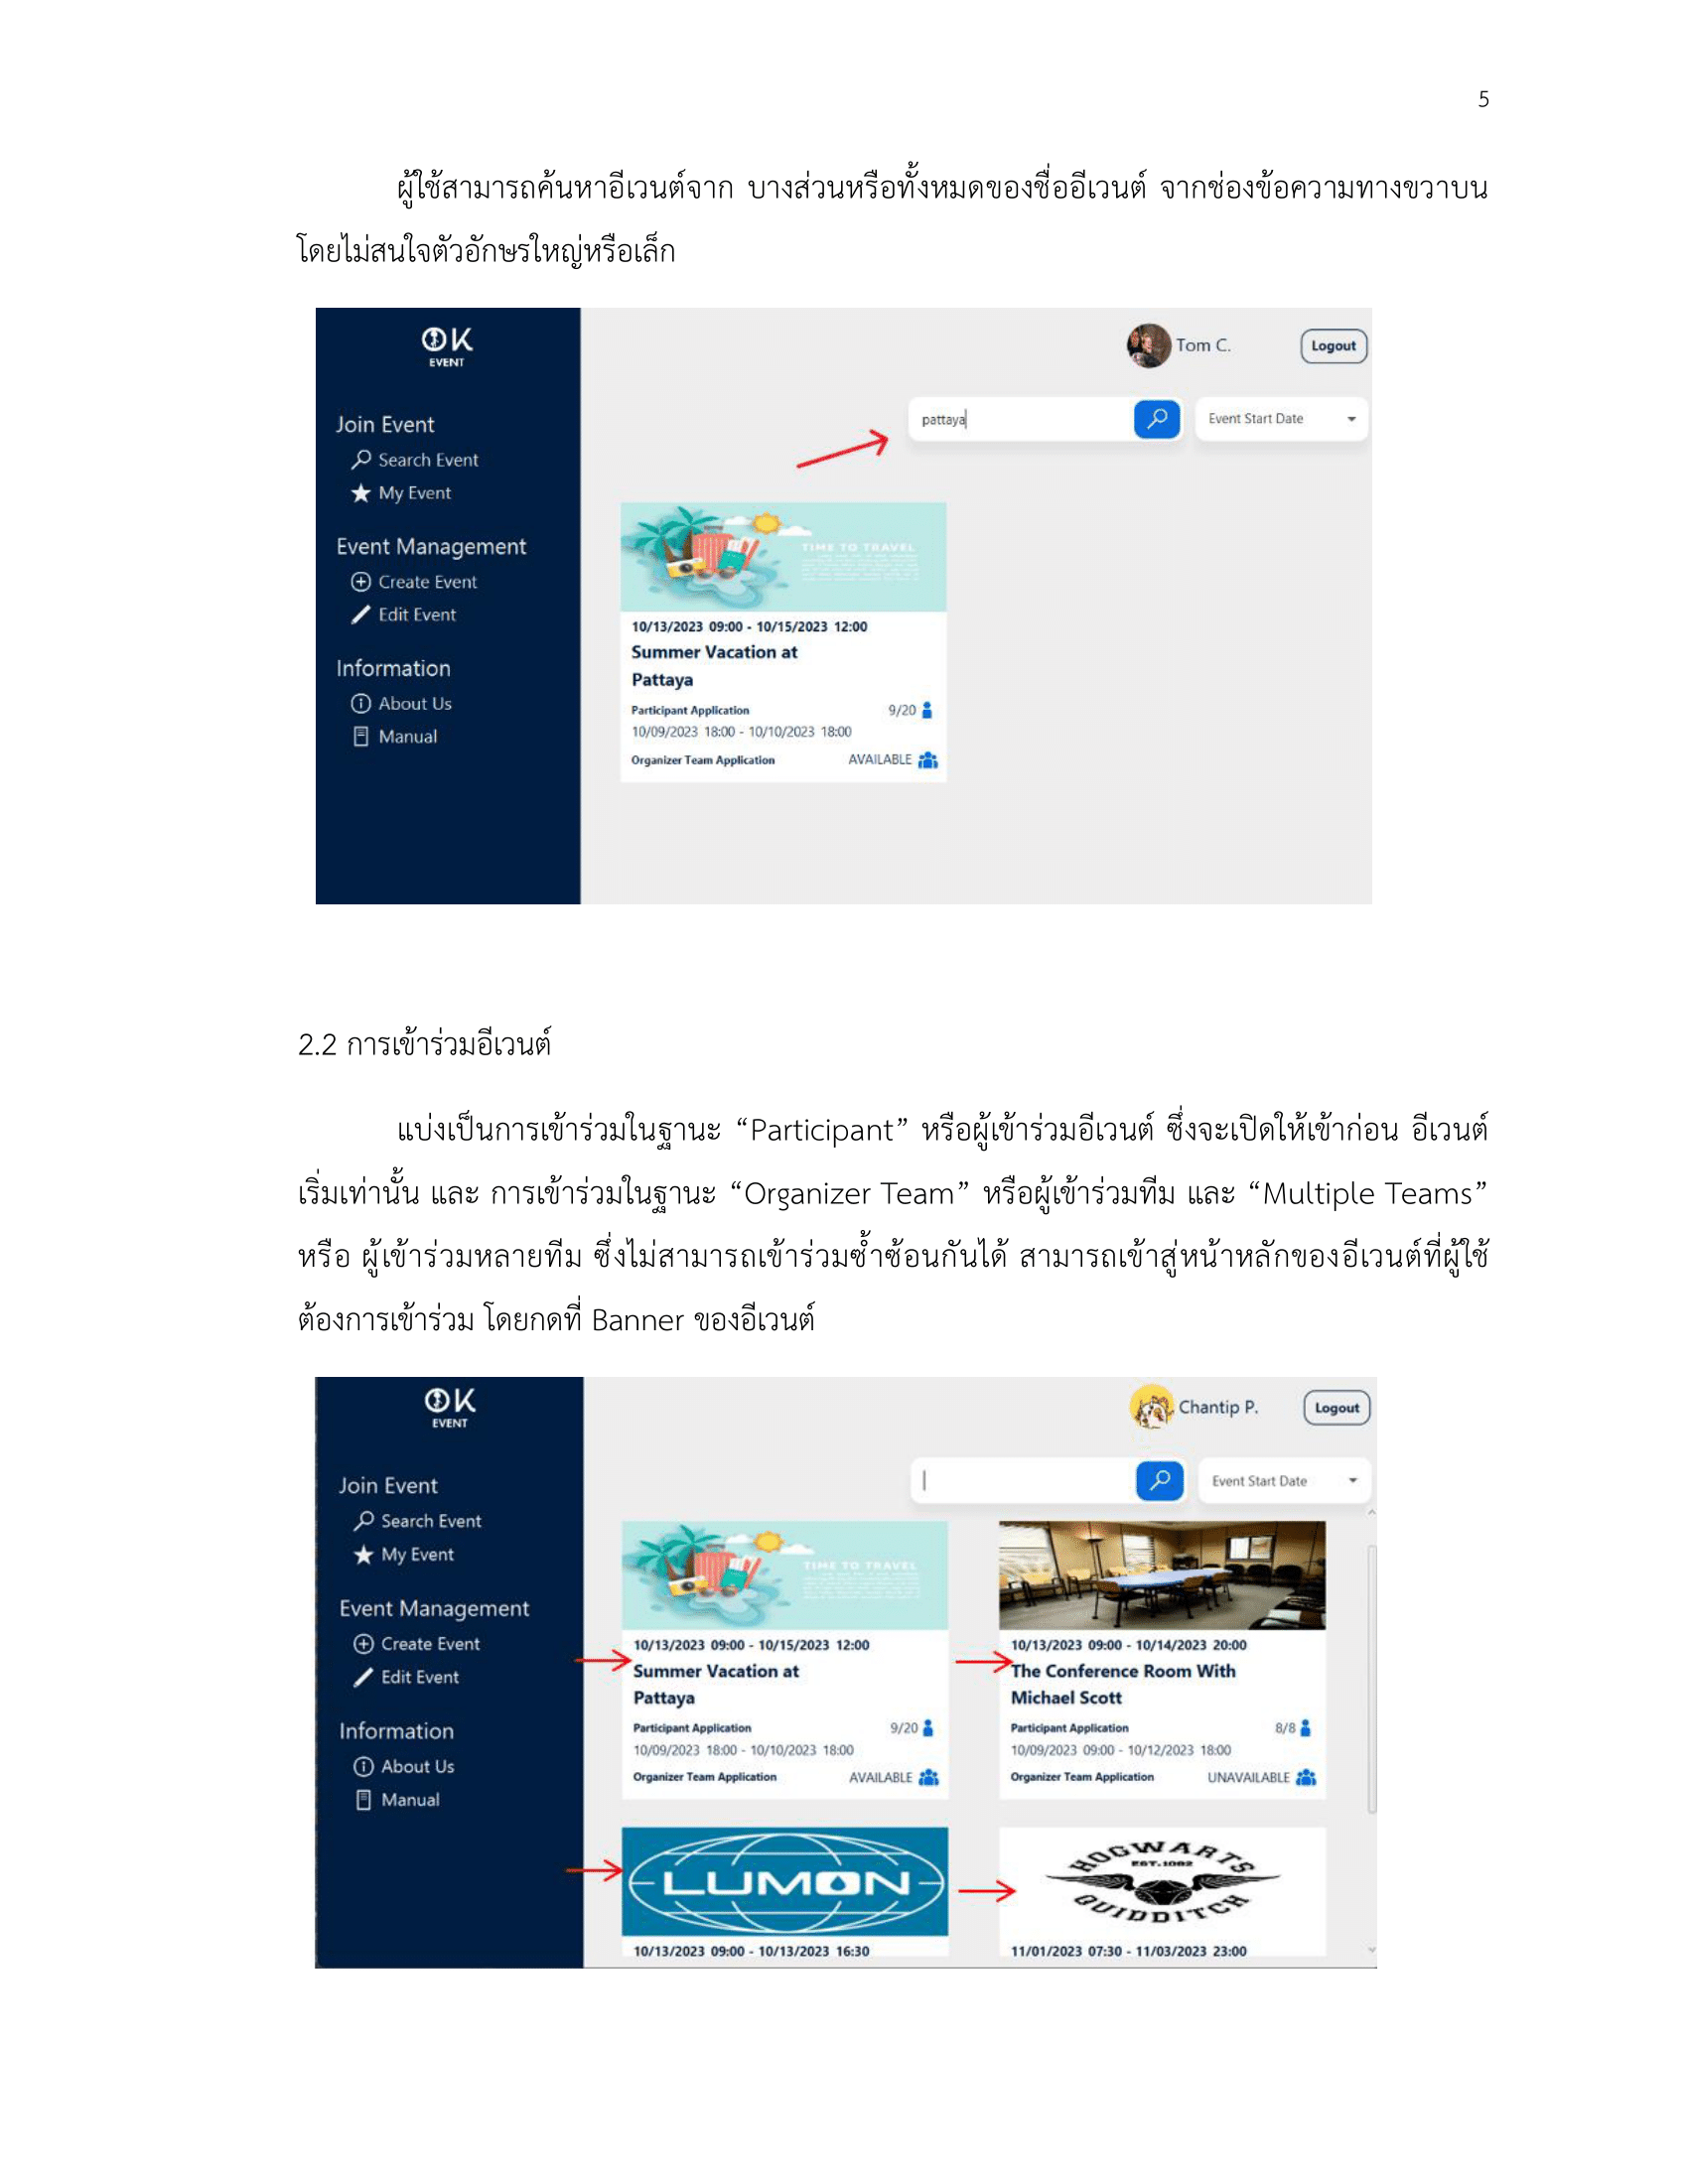 5
ผู้ใช้สามารถค้นหาอีเวนต์จาก บางส่วนหรือทั้งหมดของชื่ออีเวนต์ จากช่องข้อความทางขวาบน
โดยไม่สนใจตัวอักษรใหญ่หรือเล็ก
OK
EVENT
Tom C.
Logout
Join Event
pattaya
Event Start Date
Search Event
My Event
Event Management
Create Event
Edit Event
Information
About Us
Manual
TIME TO TRAVEL
10/13/2023 09:00 - 10/15/2023 12:00
Summer Vacation at
Pattaya
Participant Application 9/20
10/09/2023 18:00 - 10/10/2023 18:00
Organizer Team Application AVAILABLE
2.2 การเข้าร่วมอีเวนต์
แบ่งเป็นการเข้าร่วมในฐานะ “Participant” หรือผู้เข้าร่วมอีเวนต์ ซึ่งจะเปิดให้เข้าก่อน อีเวนต์
เริ่มเท่านั้น และ การเข้าร่วมในฐานะ “Organizer Team” หรือผู้เข้าร่วมทีม และ “Multiple Teams”
หรือ ผู้เข้าร่วมหลายทีม ซึ่งไม่สามารถเข้าร่วมซ้ำซ้อนกันได้ สามารถเข้าสู่หน้าหลักของอีเวนต์ที่ผู้ใช้
ต้องการเข้าร่วม โดยกดที่ Banner ของอีเวนต์
OK
EVENT
Chantip P.
Logout
Join Event
Event Start Date
Search Event
My Event
Event Management
Create Event
Edit Event
Information
About Us
Manual
TIME TO TRAVEL
10/13/2023 09:00 - 10/15/2023 12:00
Summer Vacation at
Pattaya
Participant Application 9/20
10/09/2023 18:00 - 10/10/2023 18:00
Organizer Team Application AVAILABLE
10/13/2023 09:00 - 10/14/2023 20:00
The Conference Room With
Michael Scott
Participant Application 8/8
10/09/2023 09:00 - 10/12/2023 18:00
Organizer Team Application UNAVAILABLE
LUMON
10/13/2023 09:00 - 10/13/2023 16:30
HOGWARTS
EST.1092
QUIDDITCH
11/01/2023 07:30 - 11/03/2023 23:00